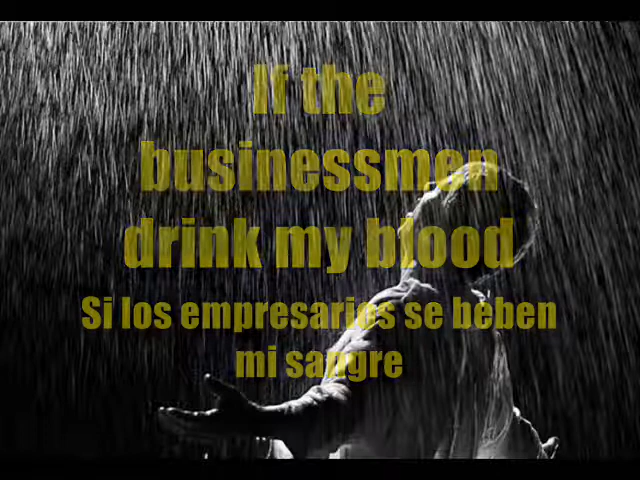 If the
businessmen
drink my blood
Si los empresarios se beben
mi sangre